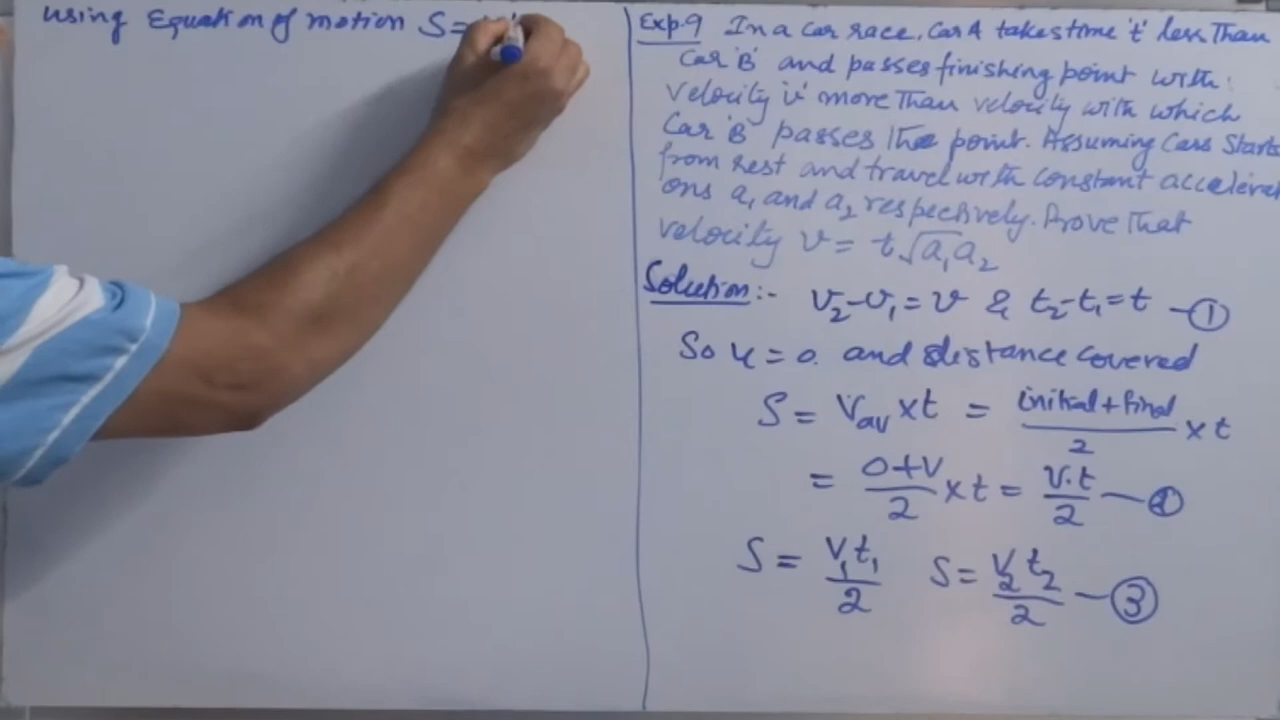 using Equation of motion S=
Exp.9 In a car race, Car A takes time 't' less Than
Car 'B' and passes finishing point with
velocity 'v' more Than velocity with which
Car 'B' passes the point. Assuming Cars Starts
from rest and travel with constant accelerati
ons a₁ and a₂ respectively. Prove That
velocity v = t√a₁a₂
Solution:- v₂-v₁=v & t₂-t₁=t —①
So u=0. and distance covered
S = Vav×t = initial+final/2 ×t
= 0+v/2 ×t = v.t/2 —②
S = v₁t₁/2 S = v₂t₂/2 —③